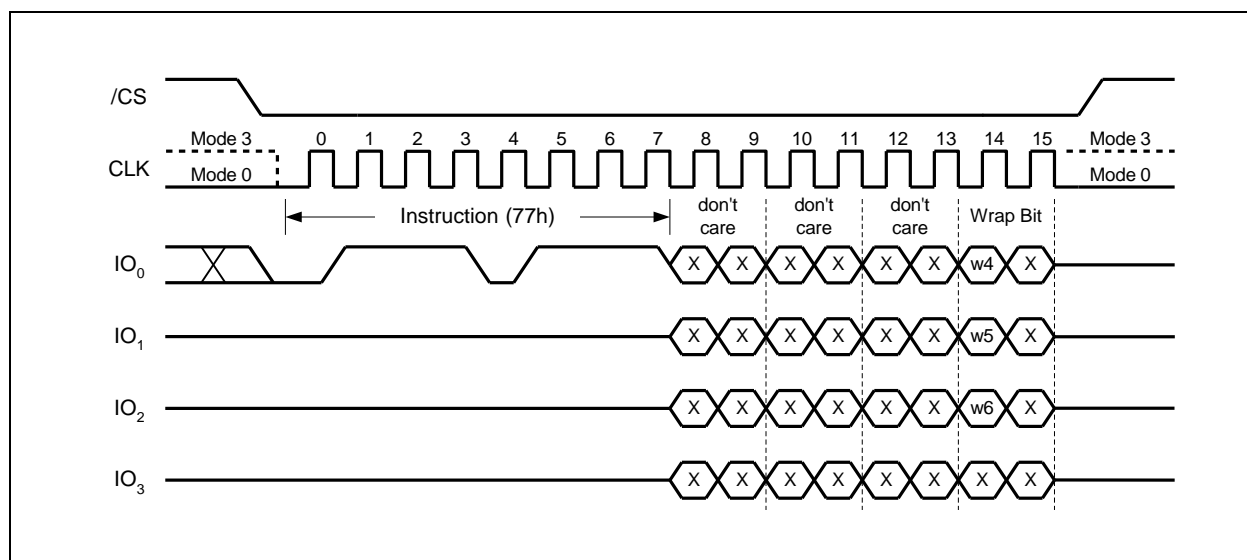 /CS
Mode 3 0 1 2 3 4 5 6 7 8 9 10 11 12 13 14 15 Mode 3
CLK Mode 0 Mode 0
Instruction (77h) don't care don't care don't care Wrap Bit
IO0 X X X X X X w4 X
IO1 X X X X X X w5 X
IO2 X X X X X X w6 X
IO3 X X X X X X X X